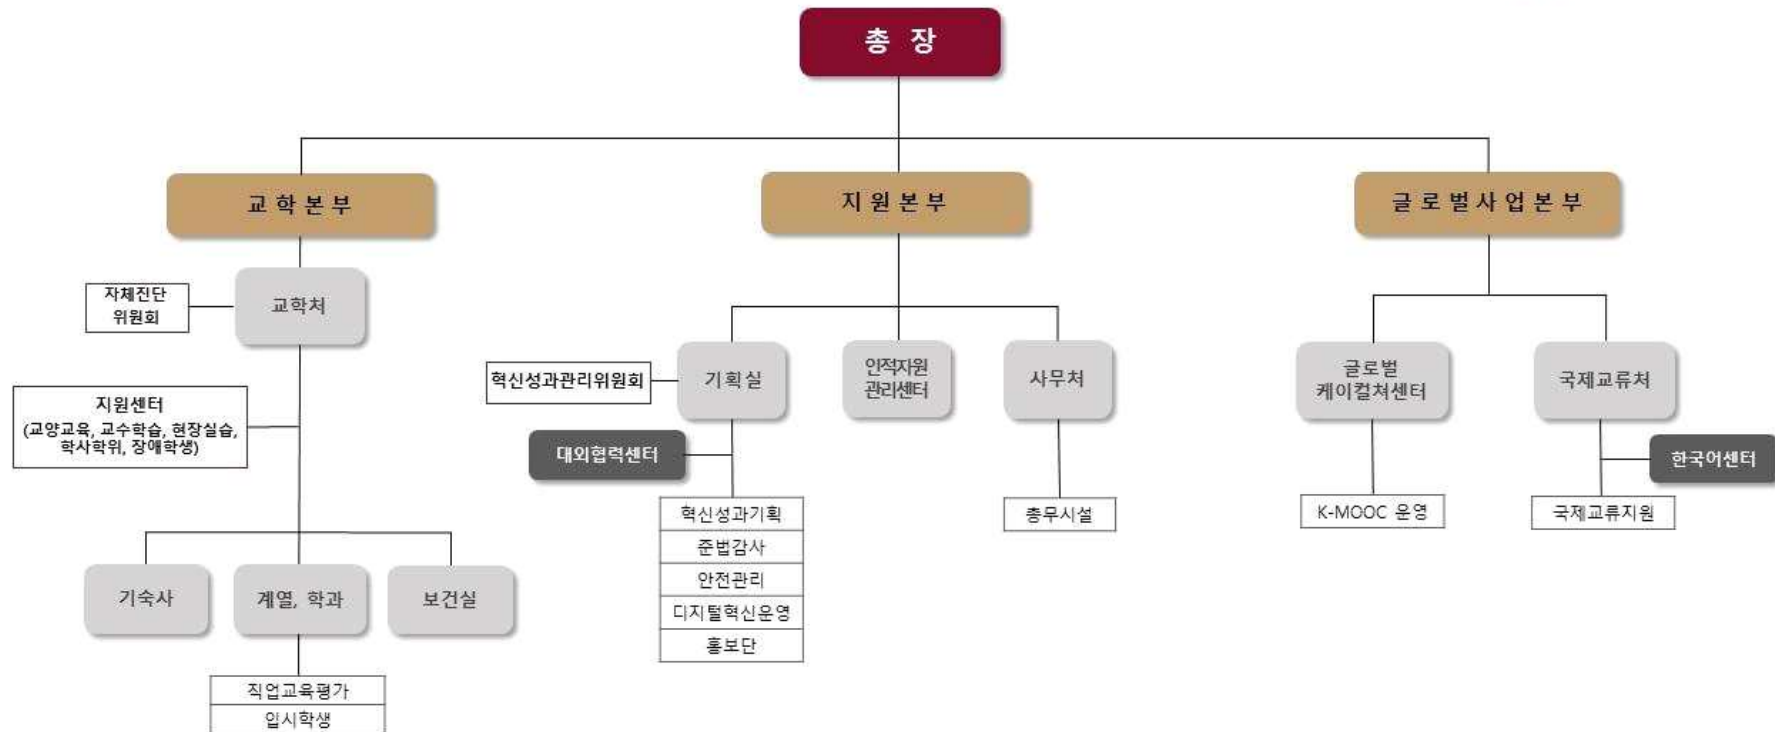 총 장
교 학 본 부
지 원 본 부
글 로 벌 사 업 본 부
자체진단
위원회
교학처
지원센터
(교양교육, 교수학습, 현장실습,
학사학위, 장애학생)
기숙사
계열, 학과
보건실
직업교육평가
입시학생
혁신성과관리위원회
기획실
인적자원
관리센터
사무처
대외협력센터
혁신성과기획
준법감사
안전관리
디지털혁신운영
홍보단
총무시설
글로벌
케이컬쳐센터
국제교류처
한국어센터
K-MOOC 운영
국제교류지원